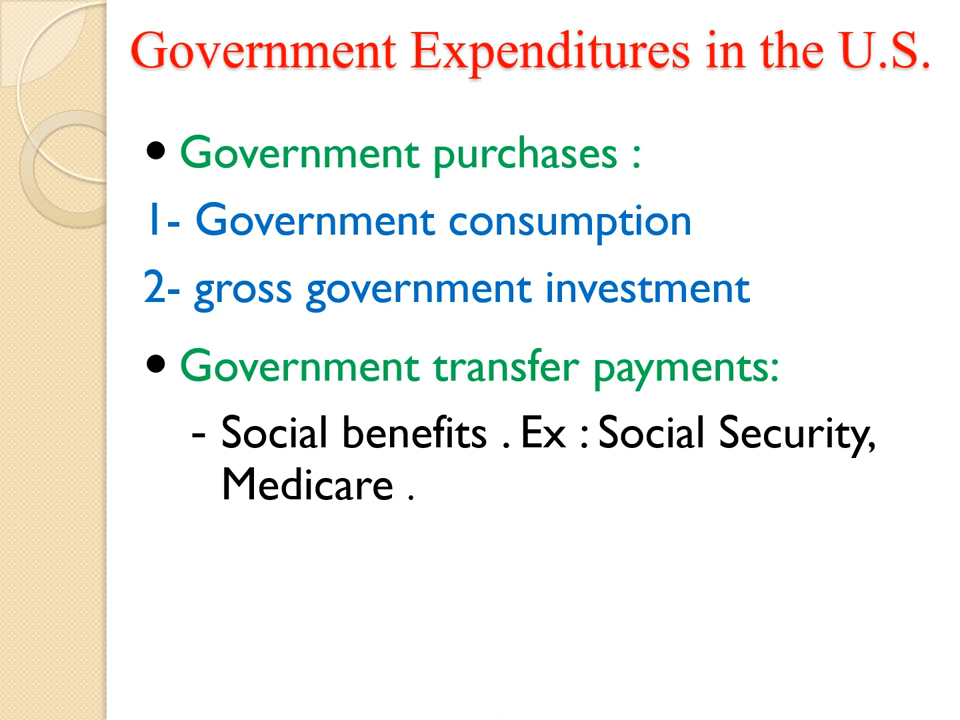 Government Expenditures in the U.S.
• Government purchases :
1- Government consumption
2- gross government investment
• Government transfer payments:
- Social benefits . Ex : Social Security,
Medicare .